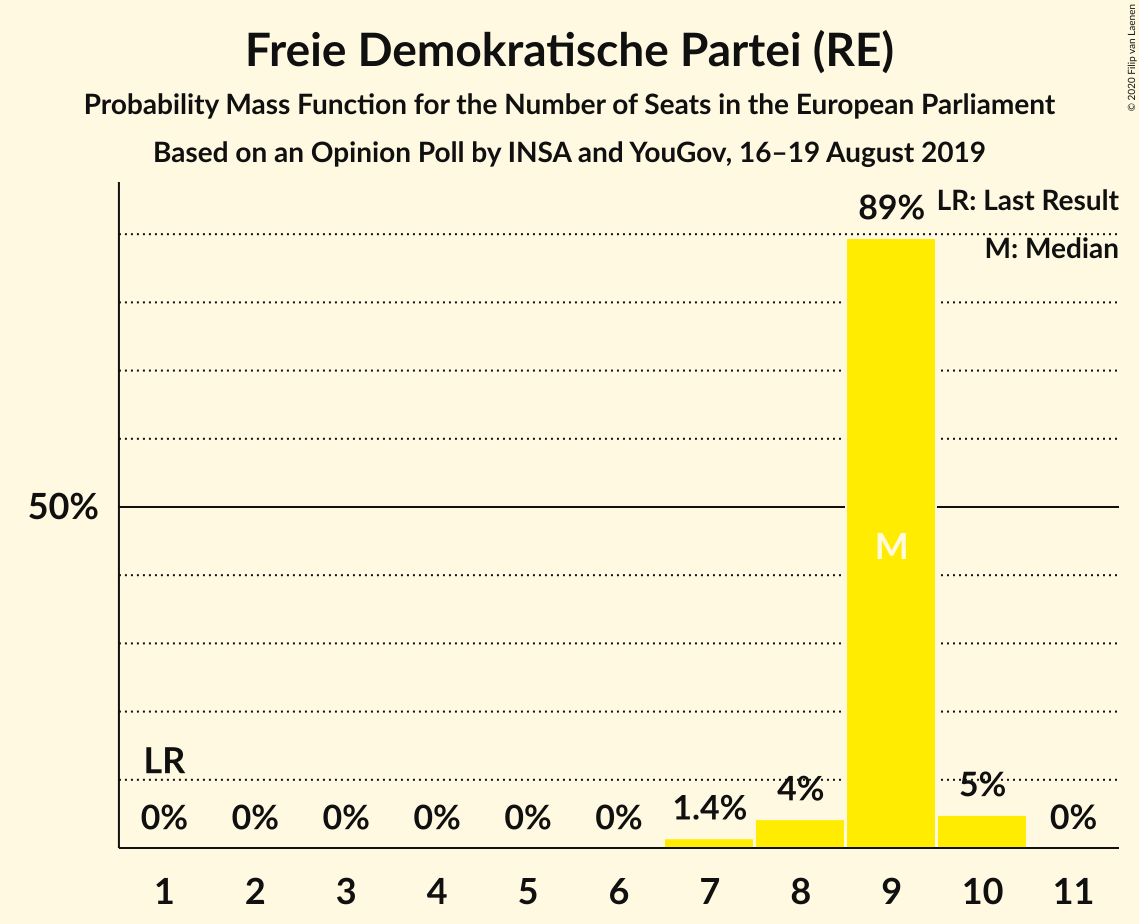 Freie Demokratische Partei (RE)
Probability Mass Function for the Number of Seats in the European Parliament
Based on an Opinion Poll by INSA and YouGov, 16–19 August 2019
© 2020 Filip van Laenen
LR: Last Result
M: Median
89%
50%
M
LR
0% 0% 0% 0% 0% 0% 1.4% 4% 5% 0%
1 2 3 4 5 6 7 8 9 10 11